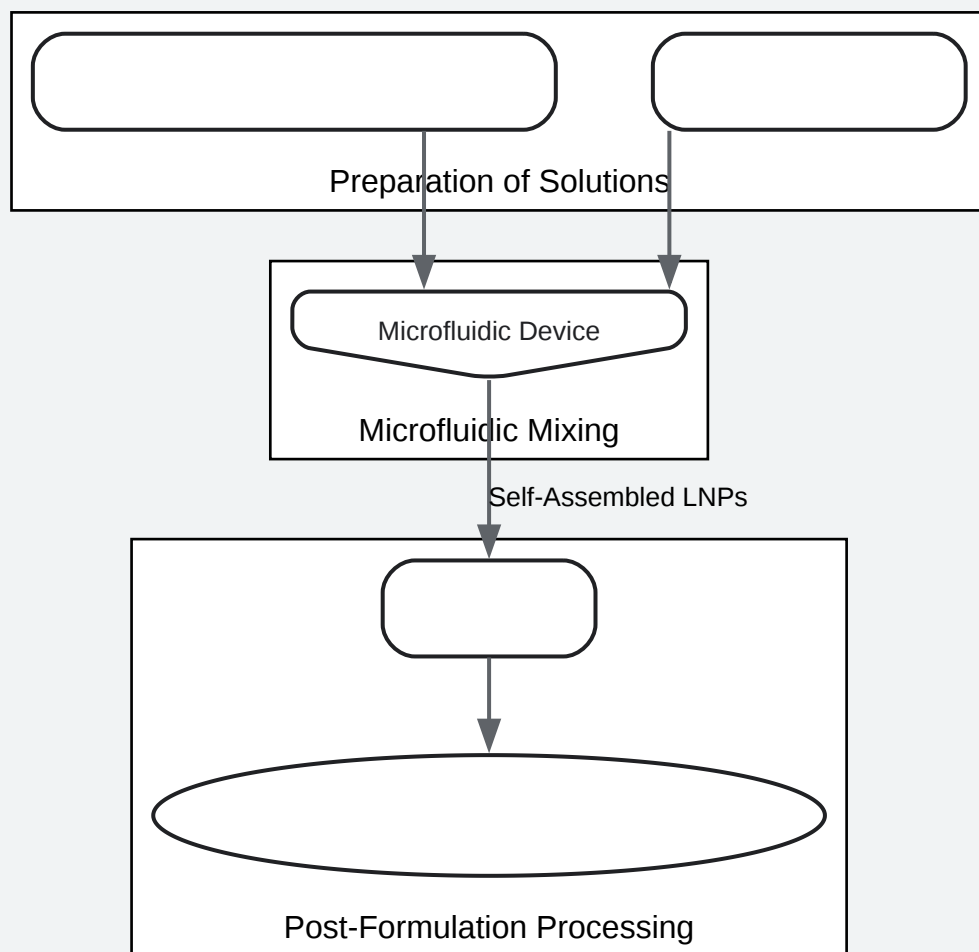 Preparation of Solutions
Microfluidic Device
Microfluidic Mixing
Self-Assembled LNPs
Post-Formulation Processing